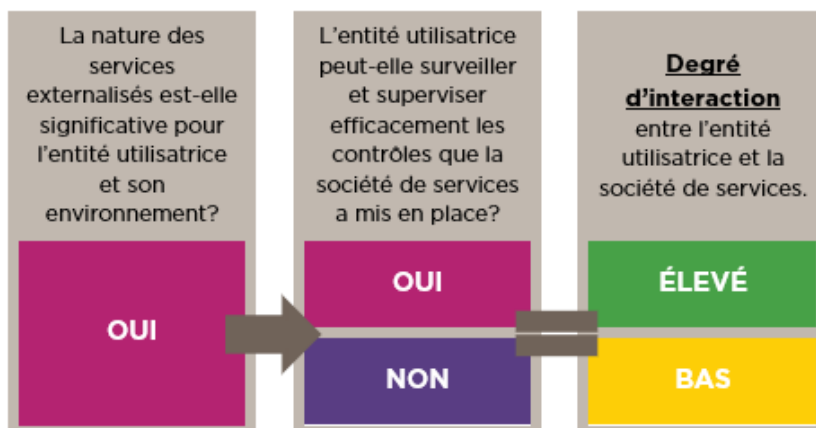 La nature des
services
externalisés est-elle
significative pour
l'entité utilisatrice
et son
environnement?
OUI
L'entité utilisatrice
peut-elle surveiller
et superviser
efficacement les
contrôles que la
société de services
a mis en place?
OUI
NON
Degré
d'interaction
entre l'entité
utilisatrice et la
société de services.
ÉLEVÉ
BAS